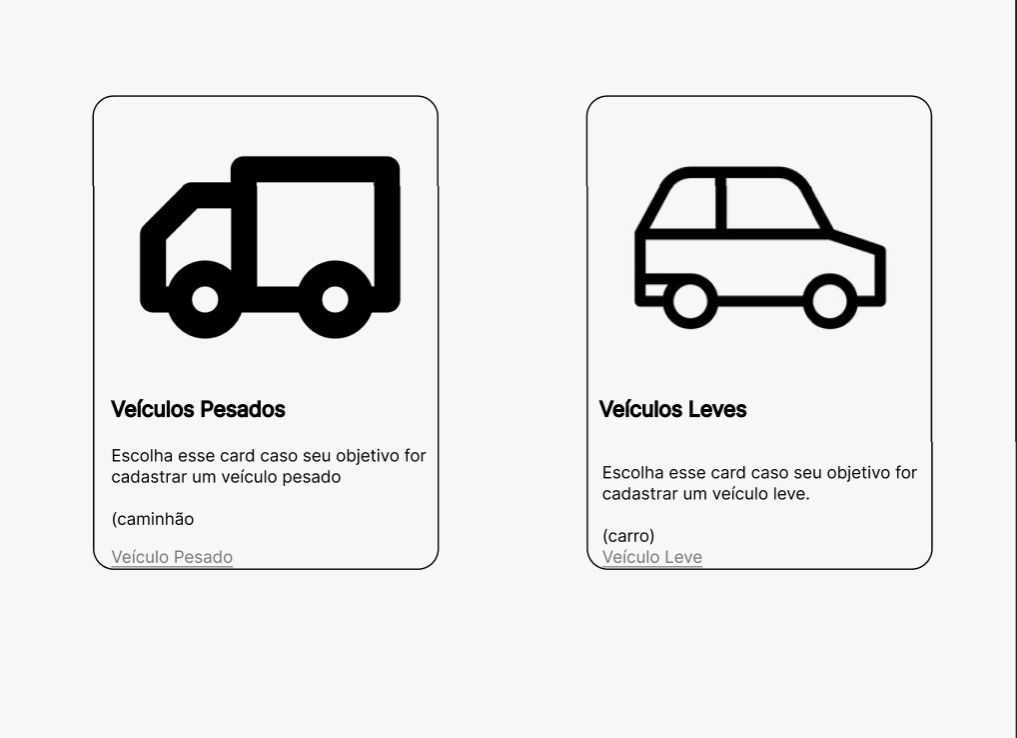 Veículos Pesados
Escolha esse card caso seu objetivo for
cadastrar um veículo pesado
(caminhão
Veículo Pesado
Veículos Leves
Escolha esse card caso seu objetivo for
cadastrar um veículo leve.
(carro)
Veículo Leve